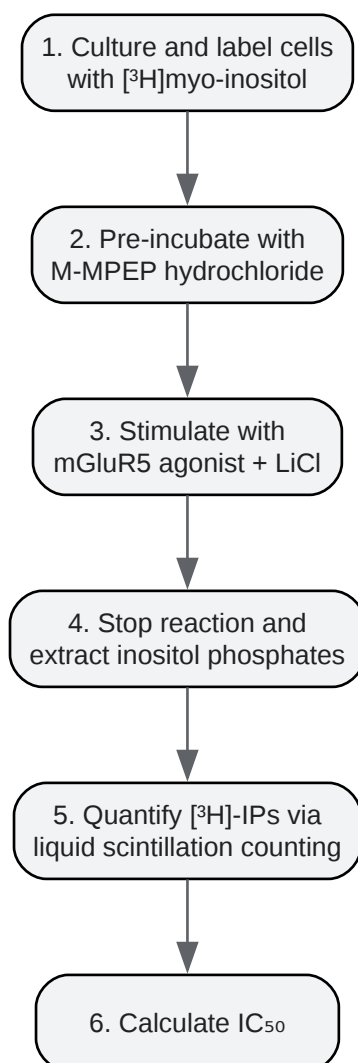 1. Culture and label cells
with [³H]myo-inositol
2. Pre-incubate with
M-MPEP hydrochloride
3. Stimulate with
mGluR5 agonist + LiCl
4. Stop reaction and
extract inositol phosphates
5. Quantify [³H]-IPs via
liquid scintillation counting
6. Calculate IC₅₀